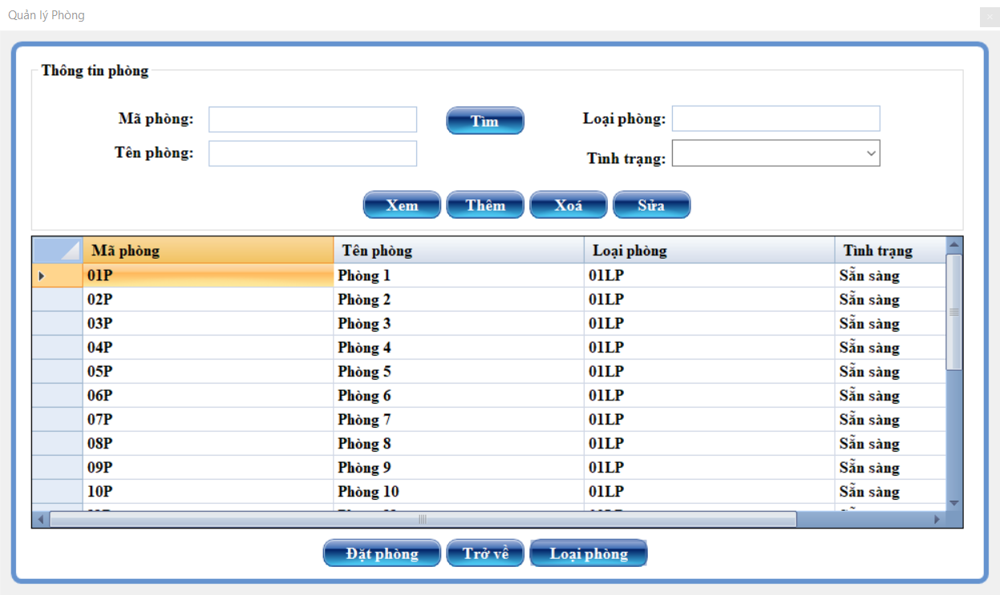 Quản lý Phòng
Thông tin phòng
Mã phòng: Tìm Loại phòng:
Tên phòng: Tình trạng:
Xem Thêm Xoá Sửa
Mã phòng Tên phòng Loại phòng Tình trạng
01P Phòng 1 01LP Sẵn sàng
02P Phòng 2 01LP Sẵn sàng
03P Phòng 3 01LP Sẵn sàng
04P Phòng 4 01LP Sẵn sàng
05P Phòng 5 01LP Sẵn sàng
06P Phòng 6 01LP Sẵn sàng
07P Phòng 7 01LP Sẵn sàng
08P Phòng 8 01LP Sẵn sàng
09P Phòng 9 01LP Sẵn sàng
10P Phòng 10 01LP Sẵn sàng
Đặt phòng Trở về Loại phòng